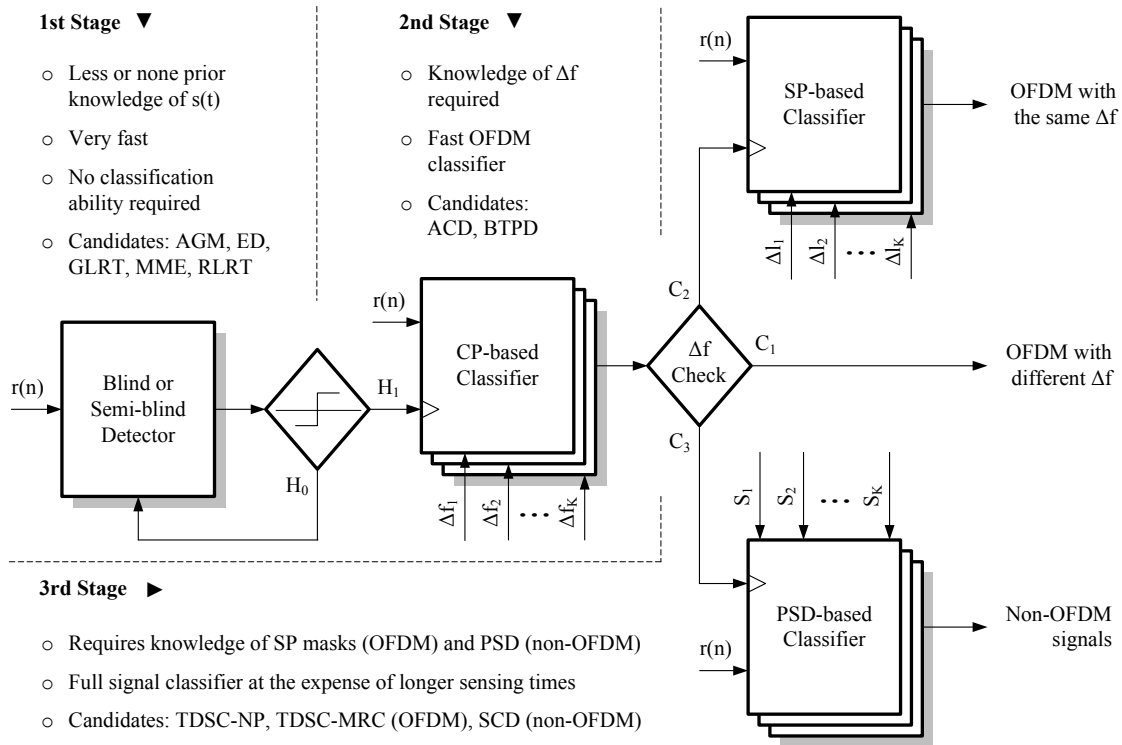 1st Stage ▼
○ Less or none prior
knowledge of s(t)
○ Very fast
○ No classification
ability required
○ Candidates: AGM, ED,
GLRT, MME, RLRT
2nd Stage ▼
○ Knowledge of Δf
required
○ Fast OFDM
classifier
○ Candidates:
ACD, BTPD
r(n)
SP-based
Classifier
OFDM with
the same Δf
Δl₁
Δl₂
•••
Δl_K
r(n)
Blind or
Semi-blind
Detector
H₁
H₀
r(n)
CP-based
Classifier
Δf₁
Δf₂
•••
Δf_K
C₂
Δf
Check
C₁
C₃
OFDM with
different Δf
S₁
S₂
•••
S_K
PSD-based
Classifier
r(n)
Non-OFDM
signals
3rd Stage ►
○ Requires knowledge of SP masks (OFDM) and PSD (non-OFDM)
○ Full signal classifier at the expense of longer sensing times
○ Candidates: TDSC-NP, TDSC-MRC (OFDM), SCD (non-OFDM)